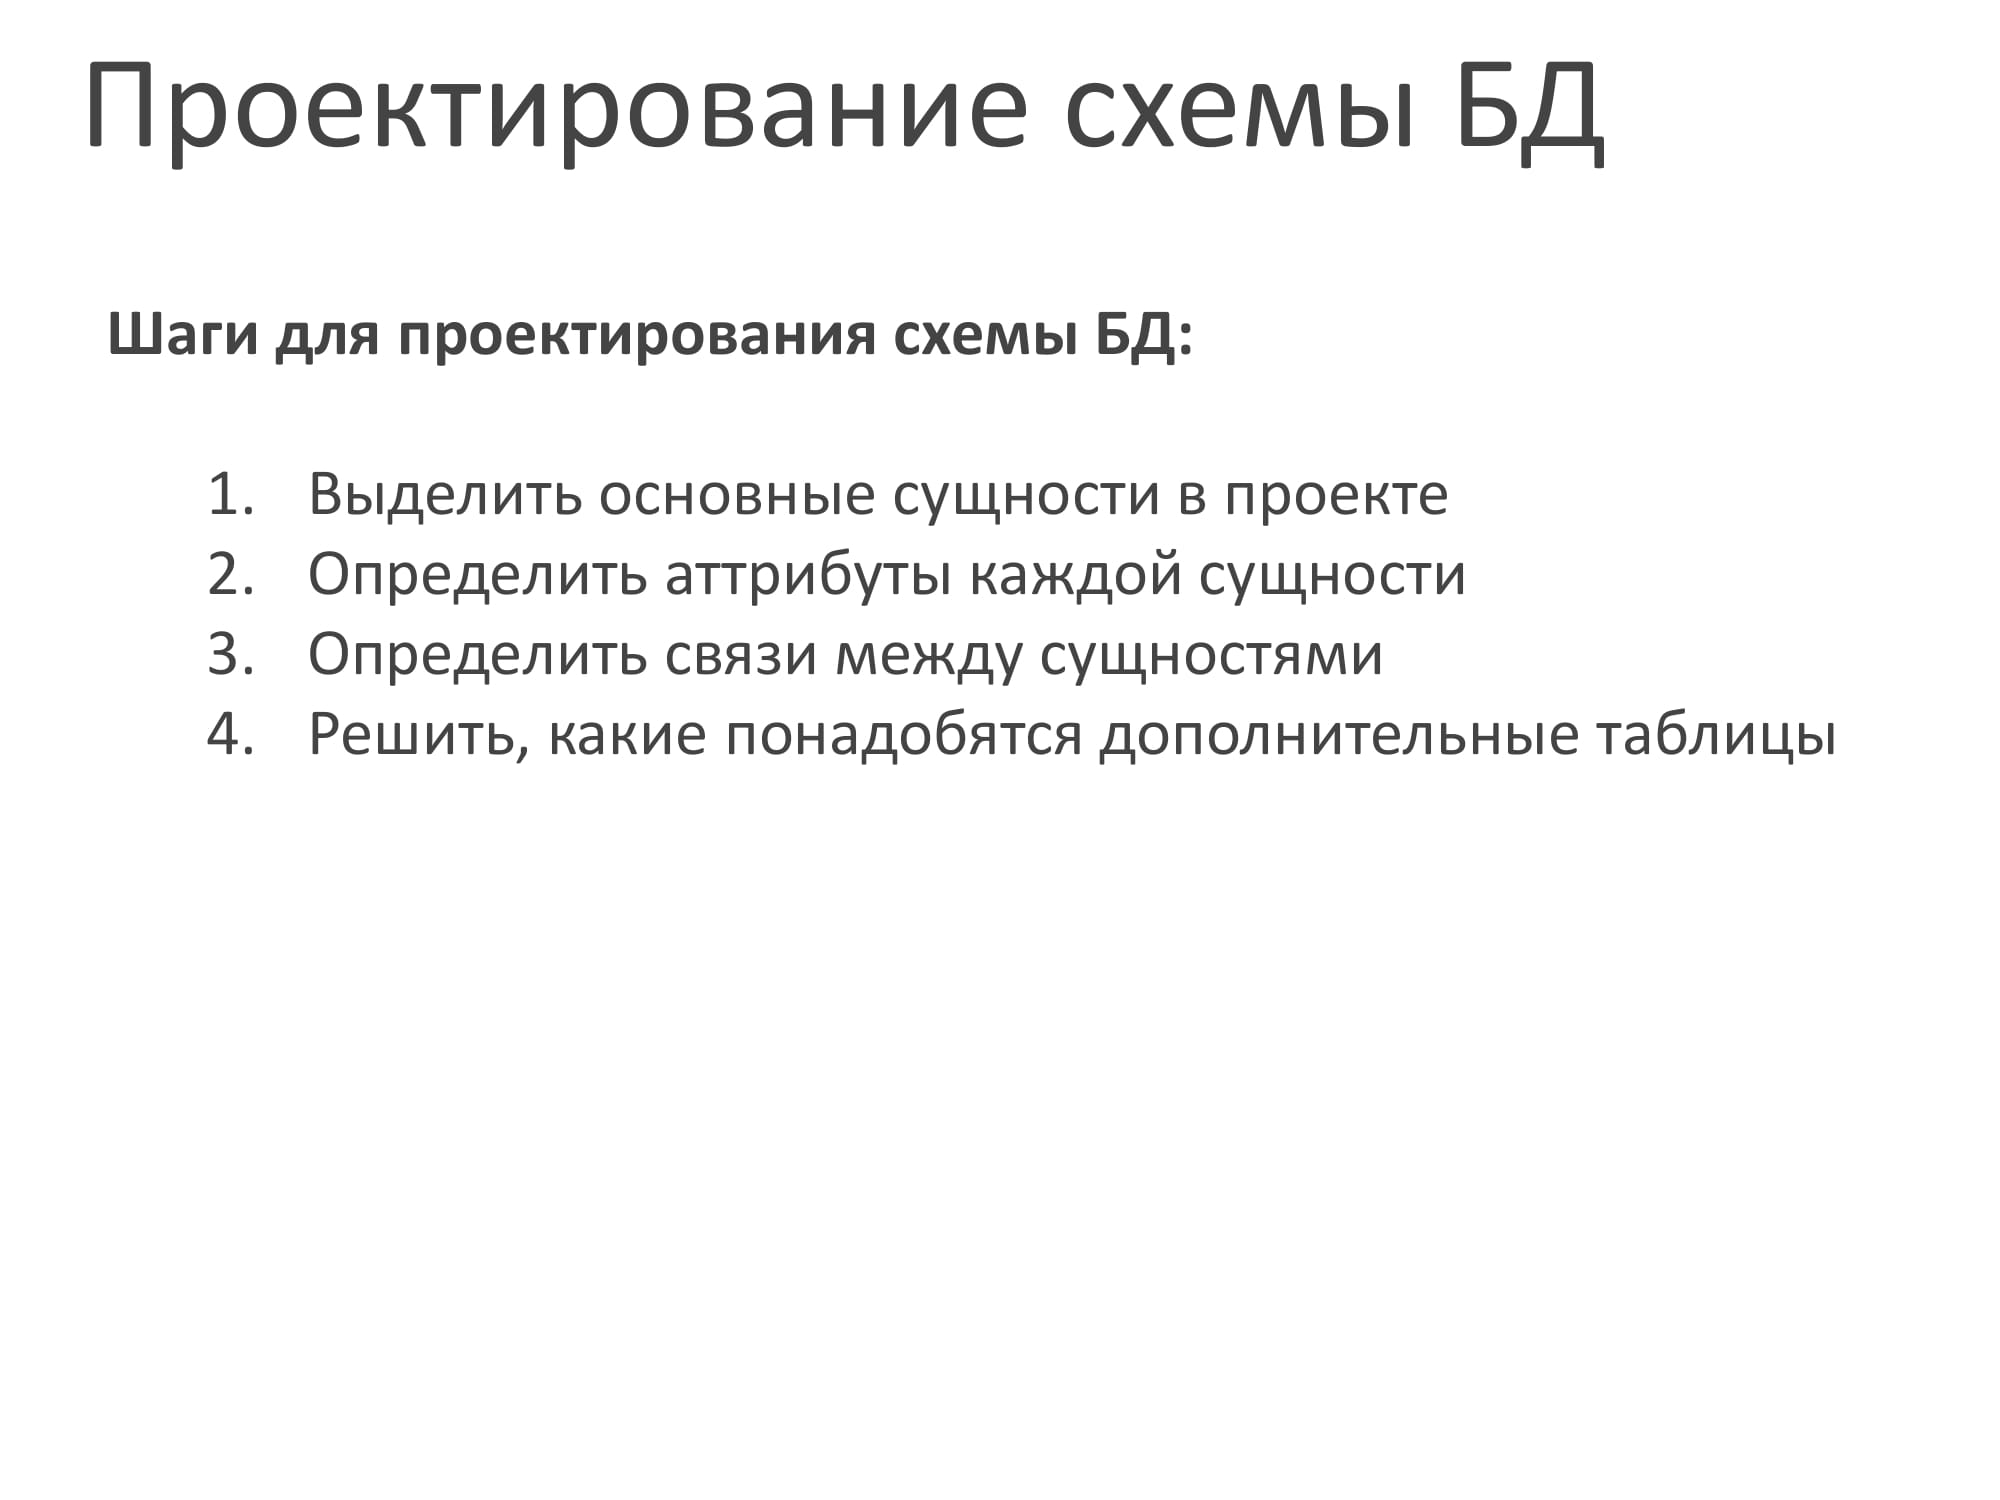 Проектирование схемы БД
Шаги для проектирования схемы БД:
1. Выделить основные сущности в проекте
2. Определить аттрибуты каждой сущности
3. Определить связи между сущностями
4. Решить, какие понадобятся дополнительные таблицы